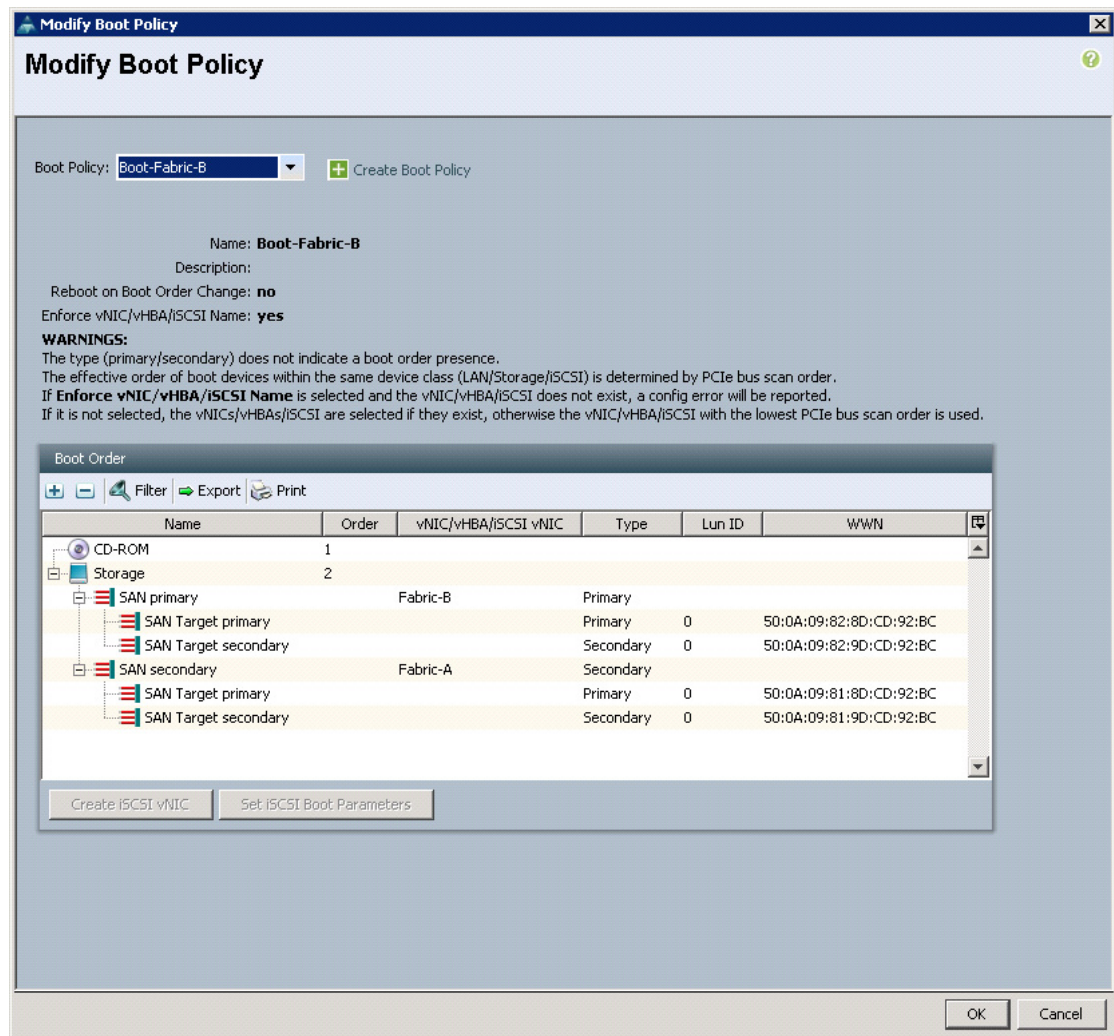 Modify Boot Policy
Modify Boot Policy
Boot Policy: Boot-Fabric-B Create Boot Policy
Name: Boot-Fabric-B
Description:
Reboot on Boot Order Change: no
Enforce vNIC/vHBA/iSCSI Name: yes
WARNINGS:
The type (primary/secondary) does not indicate a boot order presence.
The effective order of boot devices within the same device class (LAN/Storage/iSCSI) is determined by PCIe bus scan order.
If Enforce vNIC/vHBA/iSCSI Name is selected and the vNIC/vHBA/iSCSI does not exist, a config error will be reported.
If it is not selected, the vNICs/vHBAs/iSCSI are selected if they exist, otherwise the vNIC/vHBA/iSCSI with the lowest PCIe bus scan order is used.
Boot Order
Filter Export Print
Name Order vNIC/vHBA/iSCSI vNIC Type Lun ID WWN
CD-ROM 1
Storage 2
SAN primary Fabric-B Primary
SAN Target primary Primary 0 50:0A:09:82:8D:CD:92:BC
SAN Target secondary Secondary 0 50:0A:09:82:9D:CD:92:BC
SAN secondary Fabric-A Secondary
SAN Target primary Primary 0 50:0A:09:81:8D:CD:92:BC
SAN Target secondary Secondary 0 50:0A:09:81:9D:CD:92:BC
Create iSCSI vNIC Set iSCSI Boot Parameters
OK Cancel